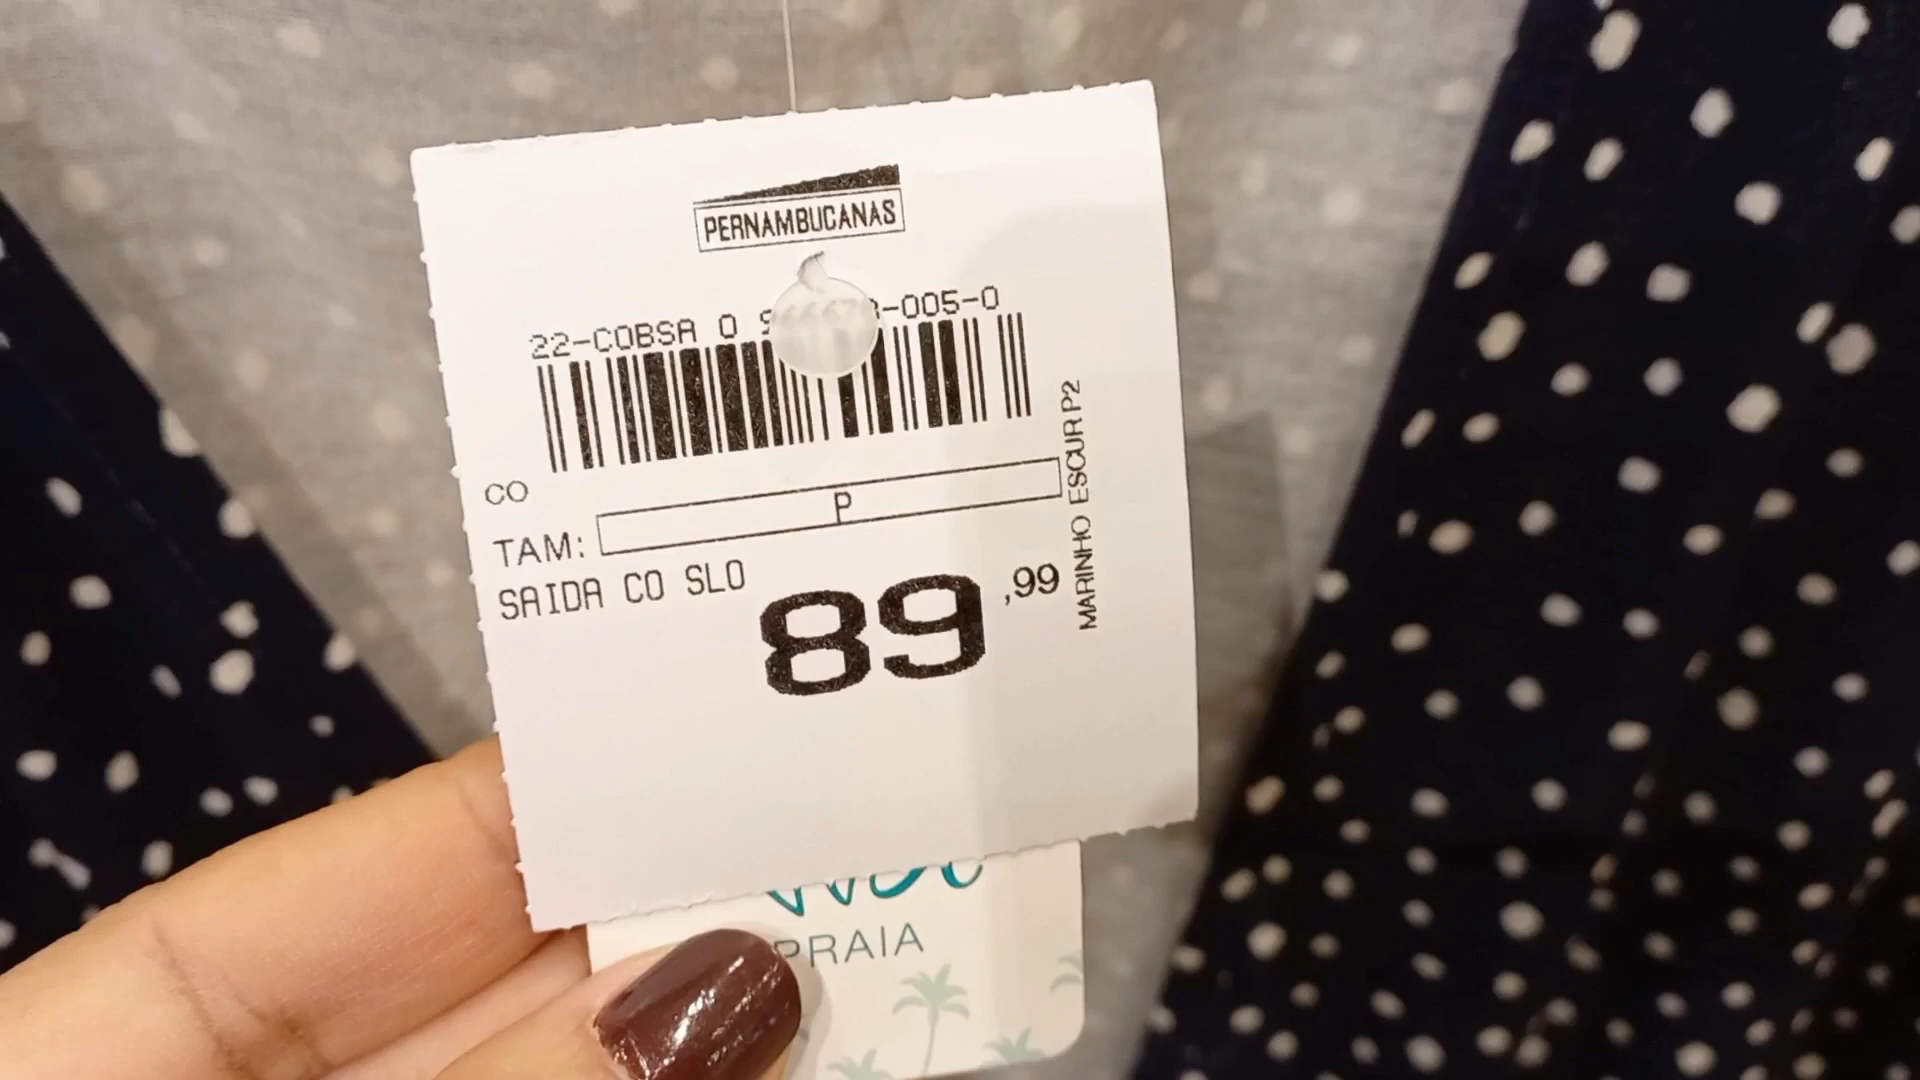 PERNAMBUCANAS
22-COBSA 0 -005-0
CO
TAM: P
SAIDA CO SLO
89,99
MARINHO ESCUR P2
PRAIA